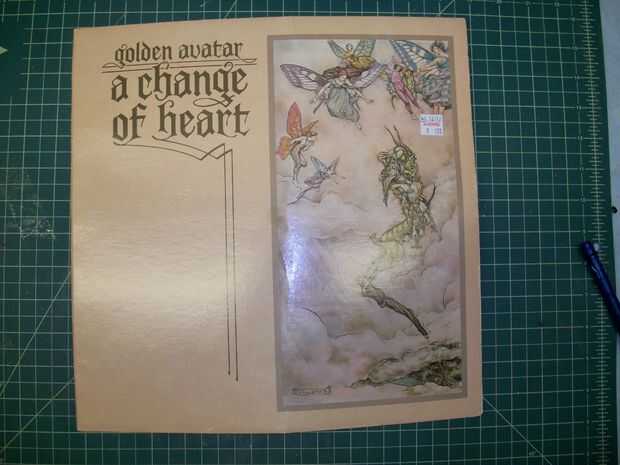 golden avatar
a change
of heart